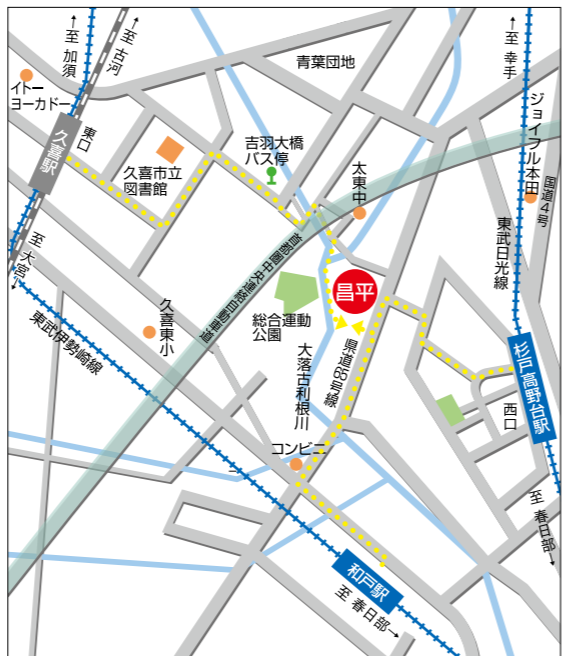 至 加須
至 古河
至 幸手
青葉団地
イトー
ヨーカドー
東口
久喜駅
久喜市立
図書館
吉羽大橋
バス停
太東中
ジョイフル本田
国道4号
東武日光線
首都圏中央連絡自動車道
昌平
総合運動
公園
県道65号線
大落古利根川
至 大宮
東武伊勢崎線
久喜東小
杉戸高野台駅
西口
コンビニ
至 春日部
和戸駅
至 春日部